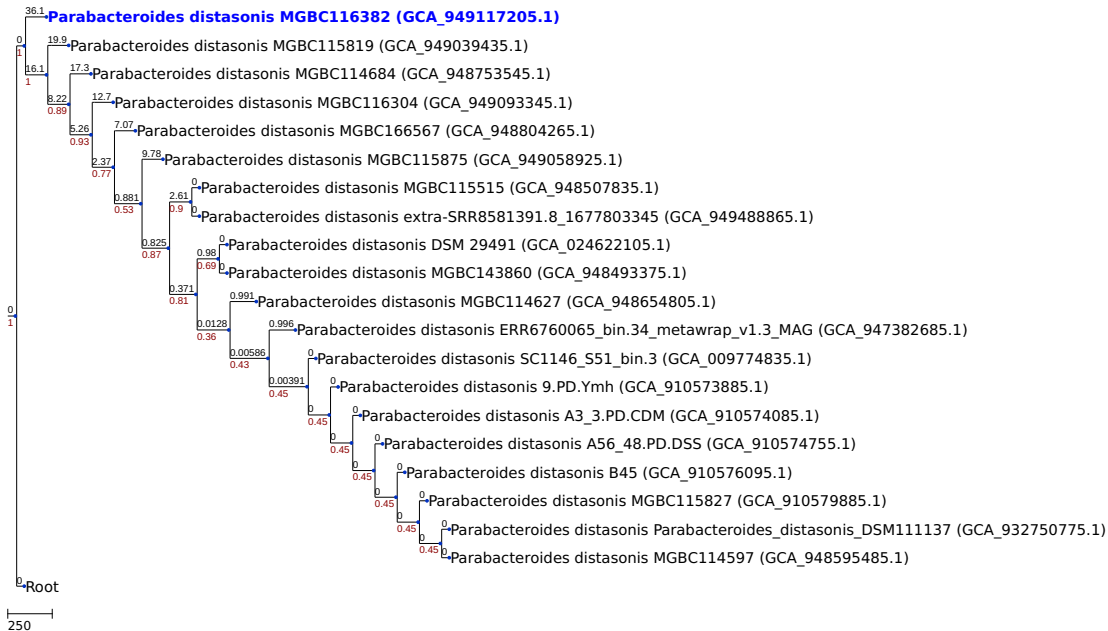 36.1 Parabacteroides distasonis MGBC116382 (GCA_949117205.1)
0
1
19.9 Parabacteroides distasonis MGBC115819 (GCA_949039435.1)
16.1
1
17.3 Parabacteroides distasonis MGBC114684 (GCA_948753545.1)
8.22
0.89
12.7 Parabacteroides distasonis MGBC116304 (GCA_949093345.1)
5.26
0.93
7.07 Parabacteroides distasonis MGBC166567 (GCA_948804265.1)
2.37
0.77
9.78 Parabacteroides distasonis MGBC115875 (GCA_949058925.1)
0.881
0.53
0 Parabacteroides distasonis MGBC115515 (GCA_948507835.1)
2.61
0.9
0 Parabacteroides distasonis extra-SRR8581391.8_1677803345 (GCA_949488865.1)
0.825
0.87
0 Parabacteroides distasonis DSM 29491 (GCA_024622105.1)
0.98
0.69
0 Parabacteroides distasonis MGBC143860 (GCA_948493375.1)
0.371
0.81
0.991 Parabacteroides distasonis MGBC114627 (GCA_948654805.1)
0
1
0.0128
0.36
0.996 Parabacteroides distasonis ERR6760065_bin.34_metawrap_v1.3_MAG (GCA_947382685.1)
0.00586
0.43
0 Parabacteroides distasonis SC1146_S51_bin.3 (GCA_009774835.1)
0.00391
0.45
0 Parabacteroides distasonis 9.PD.Ymh (GCA_910573885.1)
0
0.45
0 Parabacteroides distasonis A3_3.PD.CDM (GCA_910574085.1)
0
0.45
0 Parabacteroides distasonis A56_48.PD.DSS (GCA_910574755.1)
0
0.45
0 Parabacteroides distasonis B45 (GCA_910576095.1)
0
0.45
0 Parabacteroides distasonis MGBC115827 (GCA_910579885.1)
0
0.45
0 Parabacteroides distasonis Parabacteroides_distasonis_DSM111137 (GCA_932750775.1)
0
0.45
0 Parabacteroides distasonis MGBC114597 (GCA_948595485.1)
0 Root
250